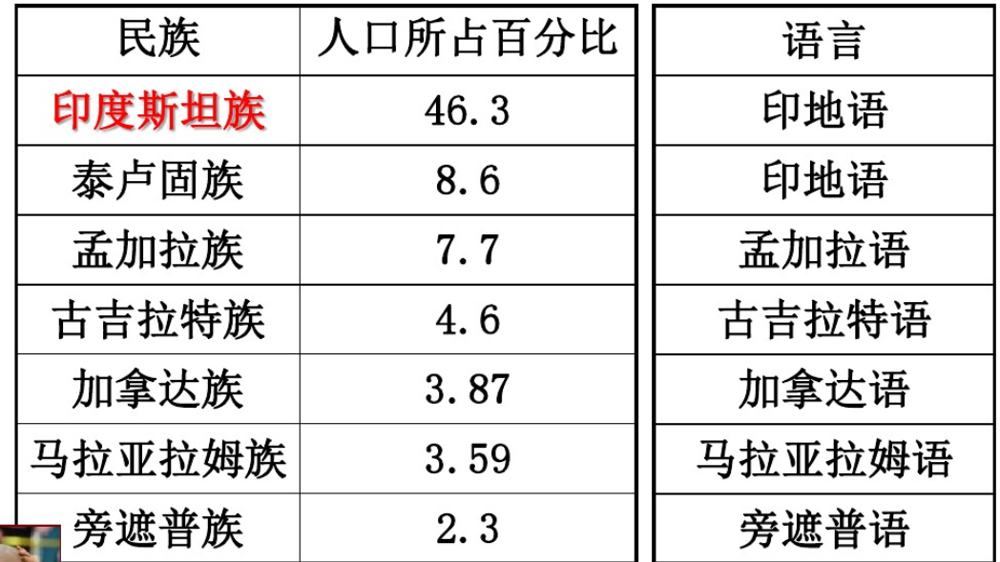 民族 人口所占百分比 语言
印度斯坦族 46.3 印地语
泰卢固族 8.6 印地语
孟加拉族 7.7 孟加拉语
古吉拉特族 4.6 古吉拉特语
加拿达族 3.87 加拿达语
马拉亚拉姆族 3.59 马拉亚拉姆语
旁遮普族 2.3 旁遮普语